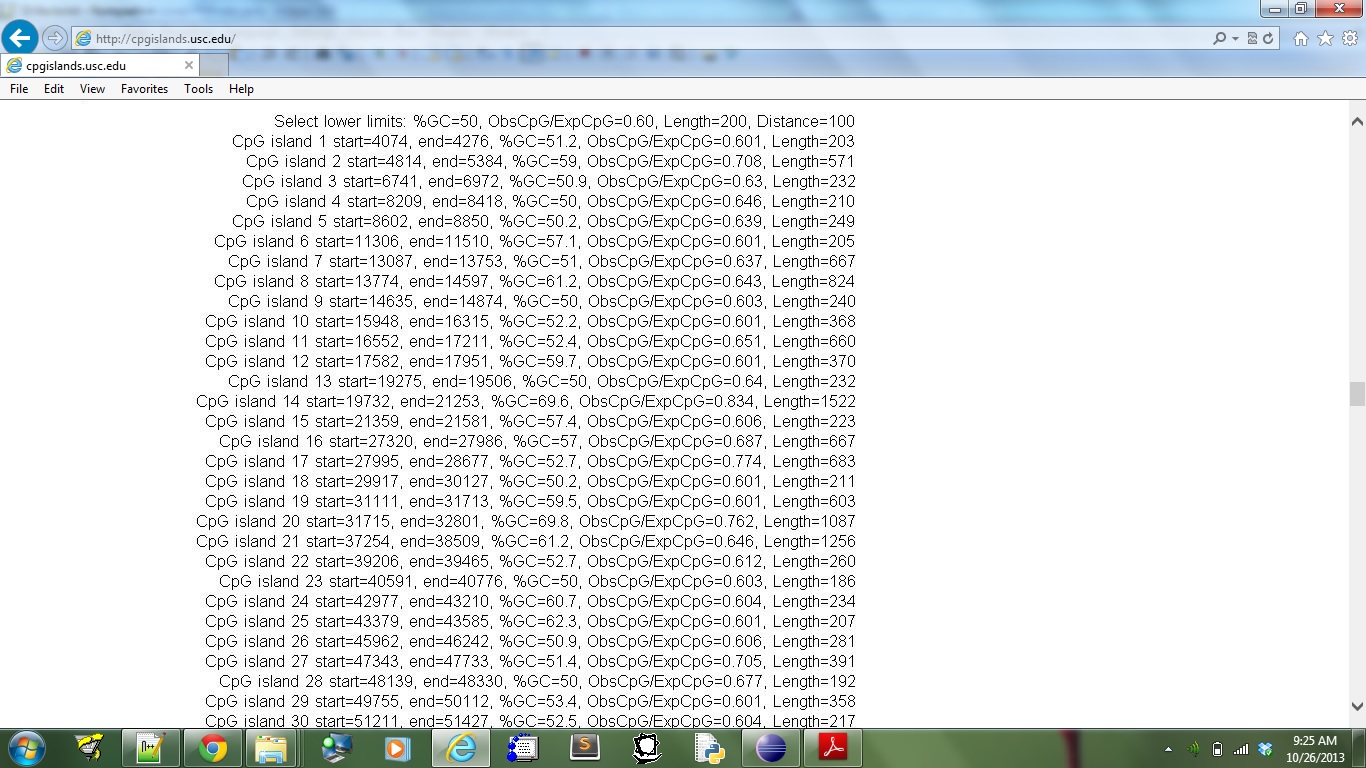 http://cpgislands.usc.edu/
cpgislands.usc.edu
File Edit View Favorites Tools Help
Select lower limits: %GC=50, ObsCpG/ExpCpG=0.60, Length=200, Distance=100
CpG island 1 start=4074, end=4276, %GC=51.2, ObsCpG/ExpCpG=0.601, Length=203
CpG island 2 start=4814, end=5384, %GC=59, ObsCpG/ExpCpG=0.708, Length=571
CpG island 3 start=6741, end=6972, %GC=50.9, ObsCpG/ExpCpG=0.63, Length=232
CpG island 4 start=8209, end=8418, %GC=50, ObsCpG/ExpCpG=0.646, Length=210
CpG island 5 start=8602, end=8850, %GC=50.2, ObsCpG/ExpCpG=0.639, Length=249
CpG island 6 start=11306, end=11510, %GC=57.1, ObsCpG/ExpCpG=0.601, Length=205
CpG island 7 start=13087, end=13753, %GC=51, ObsCpG/ExpCpG=0.637, Length=667
CpG island 8 start=13774, end=14597, %GC=61.2, ObsCpG/ExpCpG=0.643, Length=824
CpG island 9 start=14635, end=14874, %GC=50, ObsCpG/ExpCpG=0.603, Length=240
CpG island 10 start=15948, end=16315, %GC=52.2, ObsCpG/ExpCpG=0.601, Length=368
CpG island 11 start=16552, end=17211, %GC=52.4, ObsCpG/ExpCpG=0.651, Length=660
CpG island 12 start=17582, end=17951, %GC=59.7, ObsCpG/ExpCpG=0.601, Length=370
CpG island 13 start=19275, end=19506, %GC=50, ObsCpG/ExpCpG=0.64, Length=232
CpG island 14 start=19732, end=21253, %GC=69.6, ObsCpG/ExpCpG=0.834, Length=1522
CpG island 15 start=21359, end=21581, %GC=57.4, ObsCpG/ExpCpG=0.606, Length=223
CpG island 16 start=27320, end=27986, %GC=57, ObsCpG/ExpCpG=0.687, Length=667
CpG island 17 start=27995, end=28677, %GC=52.7, ObsCpG/ExpCpG=0.774, Length=683
CpG island 18 start=29917, end=30127, %GC=50.2, ObsCpG/ExpCpG=0.601, Length=211
CpG island 19 start=31111, end=31713, %GC=59.5, ObsCpG/ExpCpG=0.601, Length=603
CpG island 20 start=31715, end=32801, %GC=69.8, ObsCpG/ExpCpG=0.762, Length=1087
CpG island 21 start=37254, end=38509, %GC=61.2, ObsCpG/ExpCpG=0.646, Length=1256
CpG island 22 start=39206, end=39465, %GC=52.7, ObsCpG/ExpCpG=0.612, Length=260
CpG island 23 start=40591, end=40776, %GC=50, ObsCpG/ExpCpG=0.603, Length=186
CpG island 24 start=42977, end=43210, %GC=60.7, ObsCpG/ExpCpG=0.604, Length=234
CpG island 25 start=43379, end=43585, %GC=62.3, ObsCpG/ExpCpG=0.601, Length=207
CpG island 26 start=45962, end=46242, %GC=50.9, ObsCpG/ExpCpG=0.606, Length=281
CpG island 27 start=47343, end=47733, %GC=51.4, ObsCpG/ExpCpG=0.705, Length=391
CpG island 28 start=48139, end=48330, %GC=50, ObsCpG/ExpCpG=0.677, Length=192
CpG island 29 start=49755, end=50112, %GC=53.4, ObsCpG/ExpCpG=0.601, Length=358
CpG island 30 start=51211, end=51427, %GC=52.5, ObsCpG/ExpCpG=0.604, Length=217
9:25 AM
10/26/2013